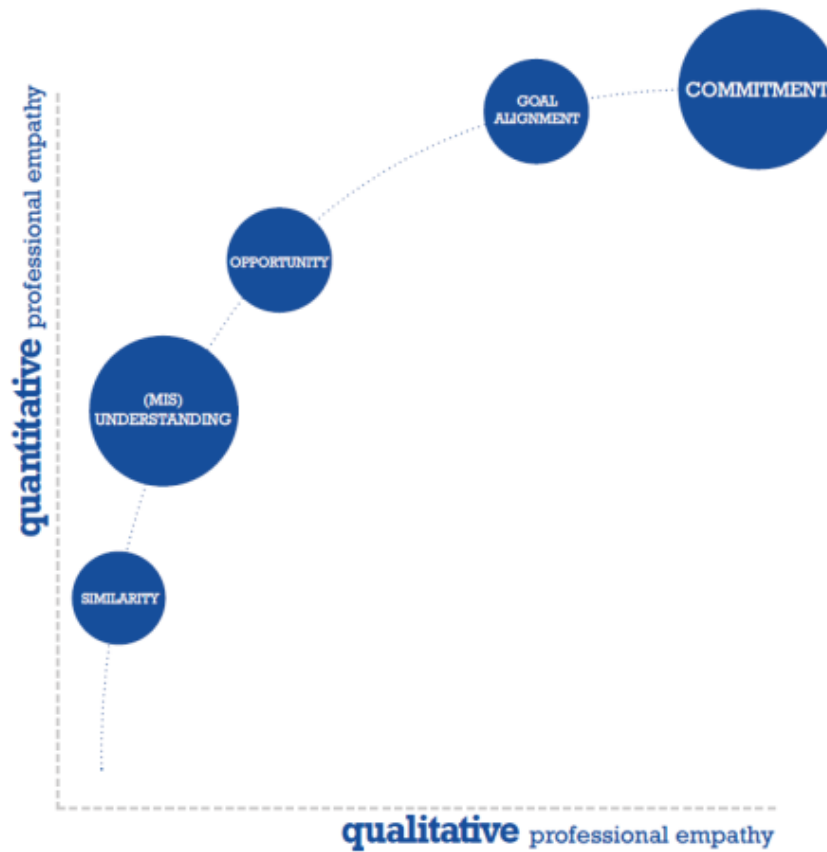 COMMITMENT
GOAL
ALIGNMENT
OPPORTUNITY
(MIS)
UNDERSTANDING
SIMILARITY
quantitative professional empathy
qualitative professional empathy